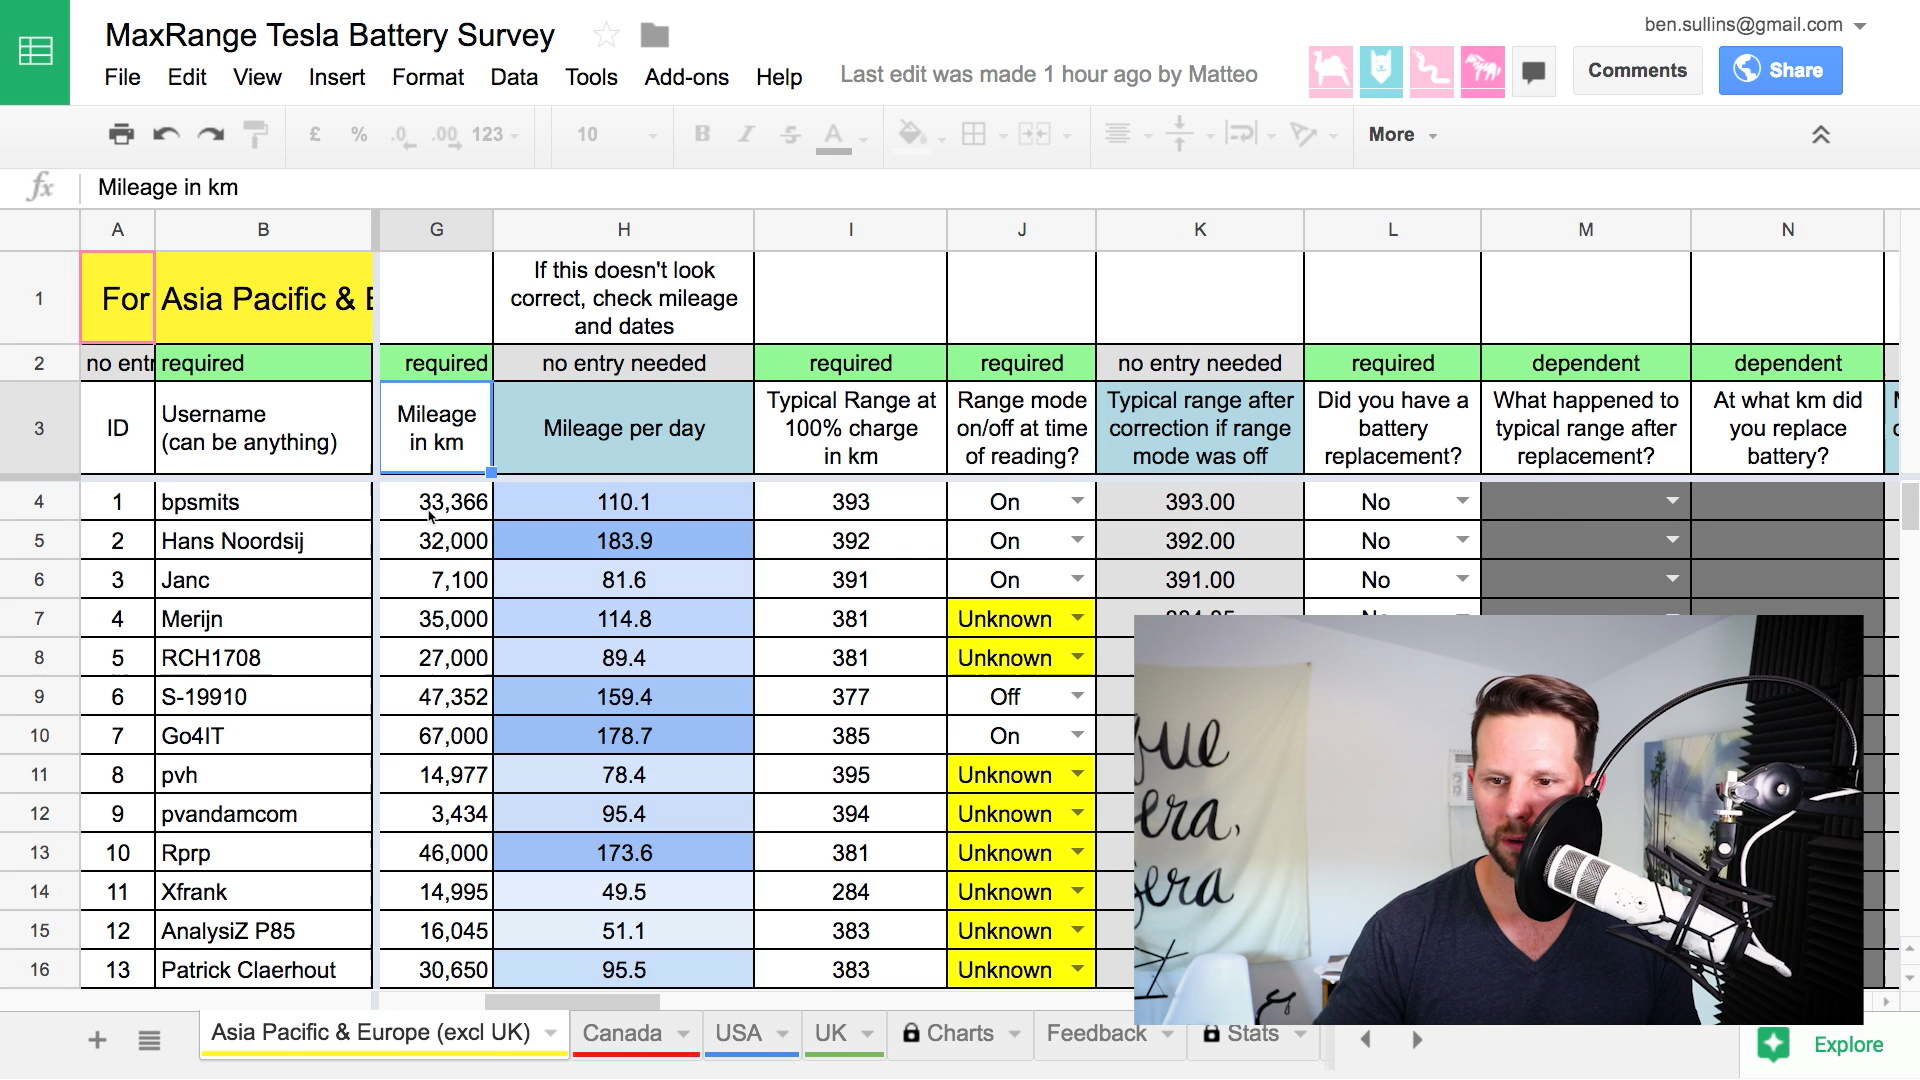 MaxRange Tesla Battery Survey
ben.sullins@gmail.com
File Edit View Insert Format Data Tools Add-ons Help Last edit was made 1 hour ago by Matteo
Comments Share
£ % .0 .00 123 10 B I S A More
fx Mileage in km
A B G H I J K L M N
1 For Asia Pacific & E
If this doesn't look
correct, check mileage
and dates
2 no entr required required no entry needed required required no entry needed required dependent dependent
3 ID
Username
(can be anything)
Mileage
in km
Mileage per day
Typical Range at
100% charge
in km
Range mode
on/off at time
of reading?
Typical range after
correction if range
mode was off
Did you have a
battery
replacement?
What happened to
typical range after
replacement?
At what km did
you replace
battery?
4 1 bpsmits 33,366 110.1 393 On 393.00 No
5 2 Hans Noordsij 32,000 183.9 392 On 392.00 No
6 3 Janc 7,100 81.6 391 On 391.00 No
7 4 Merijn 35,000 114.8 381 Unknown
8 5 RCH1708 27,000 89.4 381 Unknown
9 6 S-19910 47,352 159.4 377 Off
10 7 Go4IT 67,000 178.7 385 On
11 8 pvh 14,977 78.4 395 Unknown
12 9 pvandamcom 3,434 95.4 394 Unknown
13 10 Rprp 46,000 173.6 381 Unknown
14 11 Xfrank 14,995 49.5 284 Unknown
15 12 AnalysiZ P85 16,045 51.1 383 Unknown
16 13 Patrick Claerhout 30,650 95.5 383 Unknown
Asia Pacific & Europe (excl UK) Canada USA UK Charts Feedback Stats
Explore